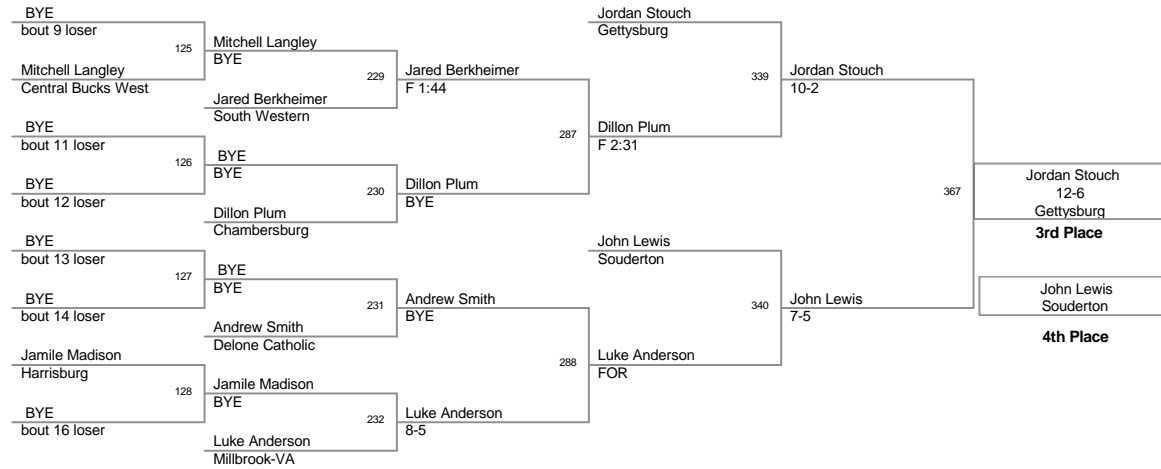 BYE
bout 9 loser
125
Mitchell Langley
Central Bucks West
BYE
bout 11 loser
126
BYE
bout 12 loser
BYE
bout 13 loser
127
BYE
bout 14 loser
Jamile Madison
Harrisburg
128
BYE
bout 16 loser
Mitchell Langley
BYE
229
Jared Berkheimer
South Western
BYE
BYE
230
Dillon Plum
Chambersburg
BYE
BYE
231
Andrew Smith
Delone Catholic
Jamile Madison
BYE
232
Luke Anderson
Millbrook-VA
Jared Berkheimer
F 1:44
287
Dillon Plum
BYE
Andrew Smith
BYE
288
Luke Anderson
8-5
Jordan Stouch
Gettysburg
339
Dillon Plum
F 2:31
John Lewis
Souderton
340
Luke Anderson
FOR
Jordan Stouch
10-2
367
John Lewis
7-5
Jordan Stouch
12-6
Gettysburg
3rd Place
John Lewis
Souderton
4th Place